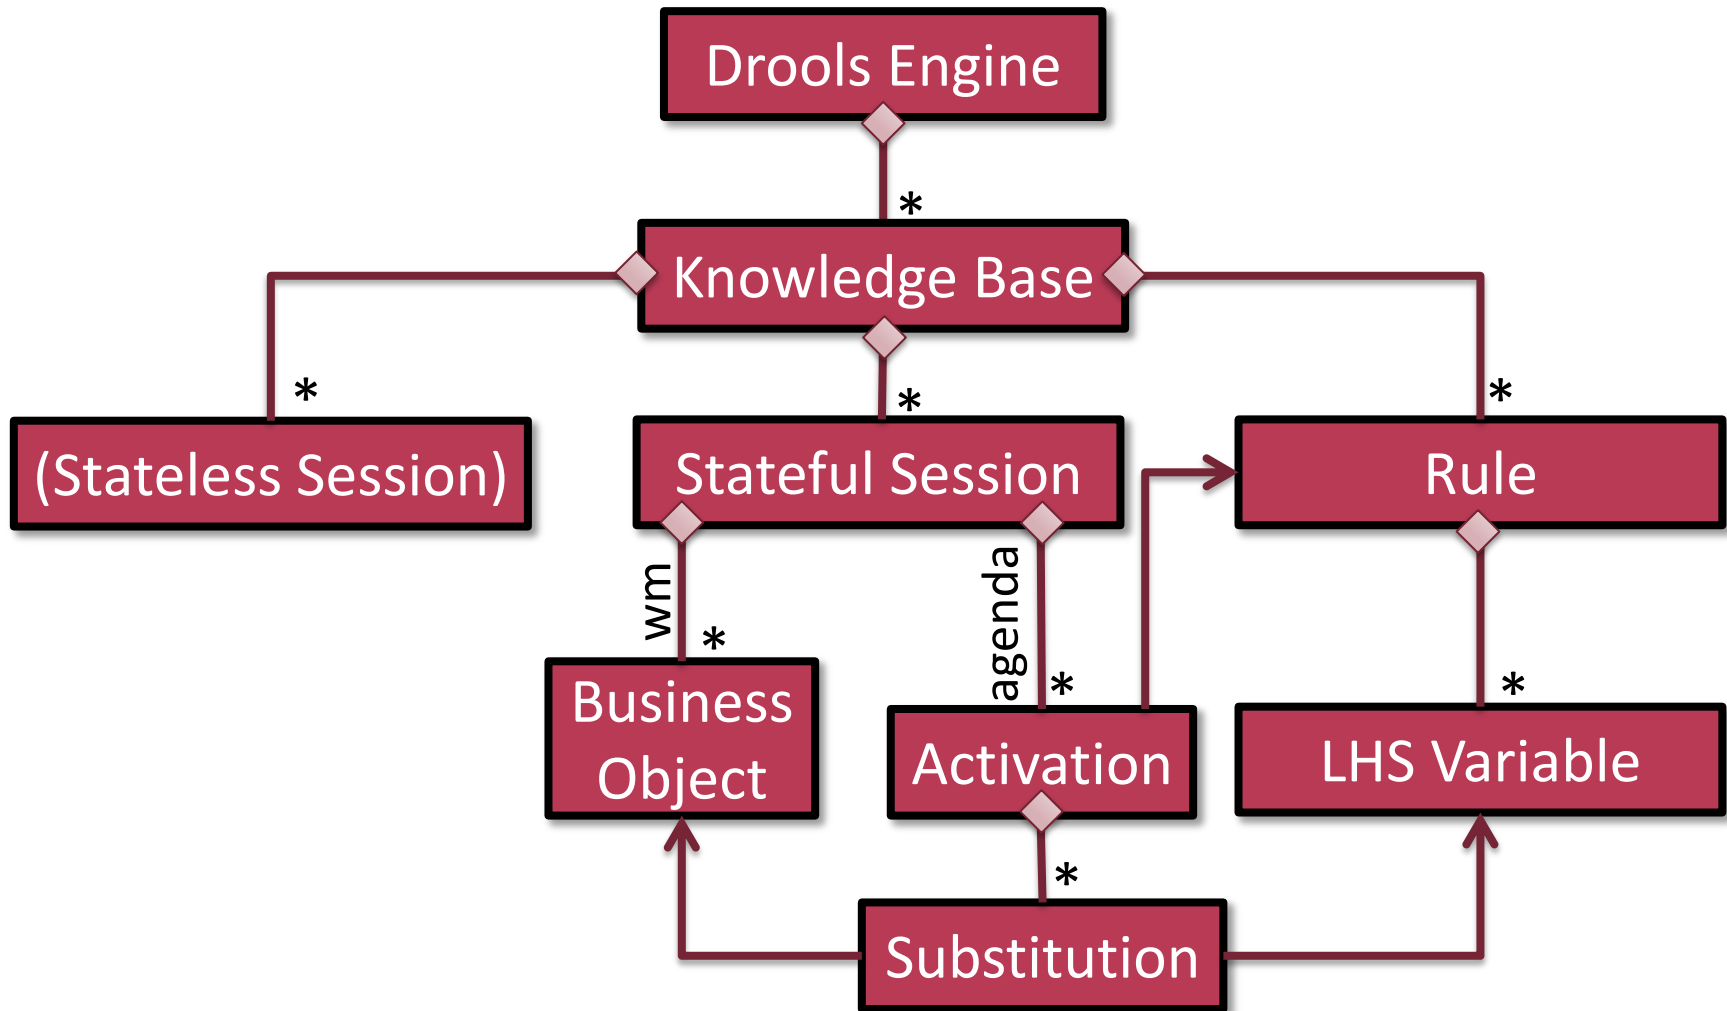 Drools Engine
*
Knowledge Base
*
*
*
(Stateless Session)
Stateful Session
Rule
wm
*
agenda
*
*
Business
Object
Activation
LHS Variable
*
Substitution